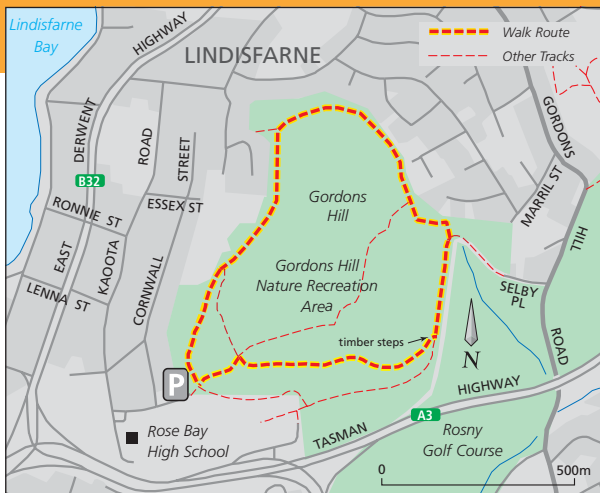 Lindisfarne
Bay
HIGHWAY
LINDISFARNE
Walk Route
Other Tracks
DERWENT
ROAD
STREET
GORDONS
B32
Gordons
Hill
MARRIL ST
RONNIE ST
ESSEX ST
HILL
EAST
KAOOTA
CORNWALL
Gordons Hill
Nature Recreation
Area
SELBY
PL
LENNA ST
timber steps
N
ROAD
P
HIGHWAY
A3
TASMAN
Rose Bay
High School
Rosny
Golf Course
0
500m